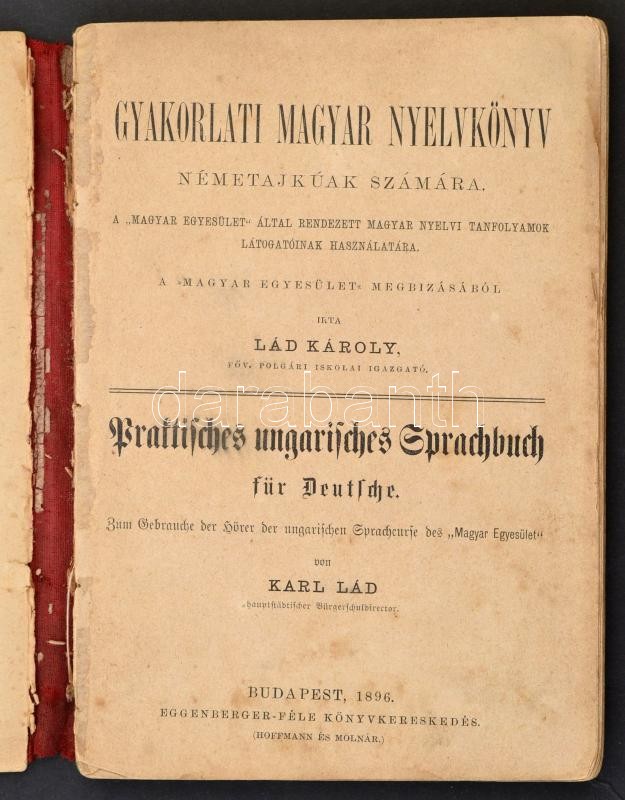 GYAKORLATI MAGYAR NYELVKÖNYV
NÉMETAJKÚAK SZÁMÁRA.
A „MAGYAR EGYESÜLET" ÁLTAL RENDEZETT MAGYAR NYELVI TANFOLYAMOK
LÁTOGATÓINAK HASZNÁLATÁRA.
A »MAGYAR EGYESÜLET« MEGBIZÁSÁBÓL
IRTA
LÁD KÁROLY,
FŐV. POLGÁRI ISKOLAI IGAZGATÓ.
darabanth
Praktisches ungarisches Sprachbuch
für Deutsche.
Zum Gebrauche der Hörer der ungarischen Sprachcurse des „Magyar Egyesület"
von
KARL LÁD
hauptstädtischer Bürgerschuldirector.
BUDAPEST, 1896.
EGGENBERGER-FÉLE KÖNYVKERESKEDÉS.
(HOFFMANN ÉS MOLNÁR.)